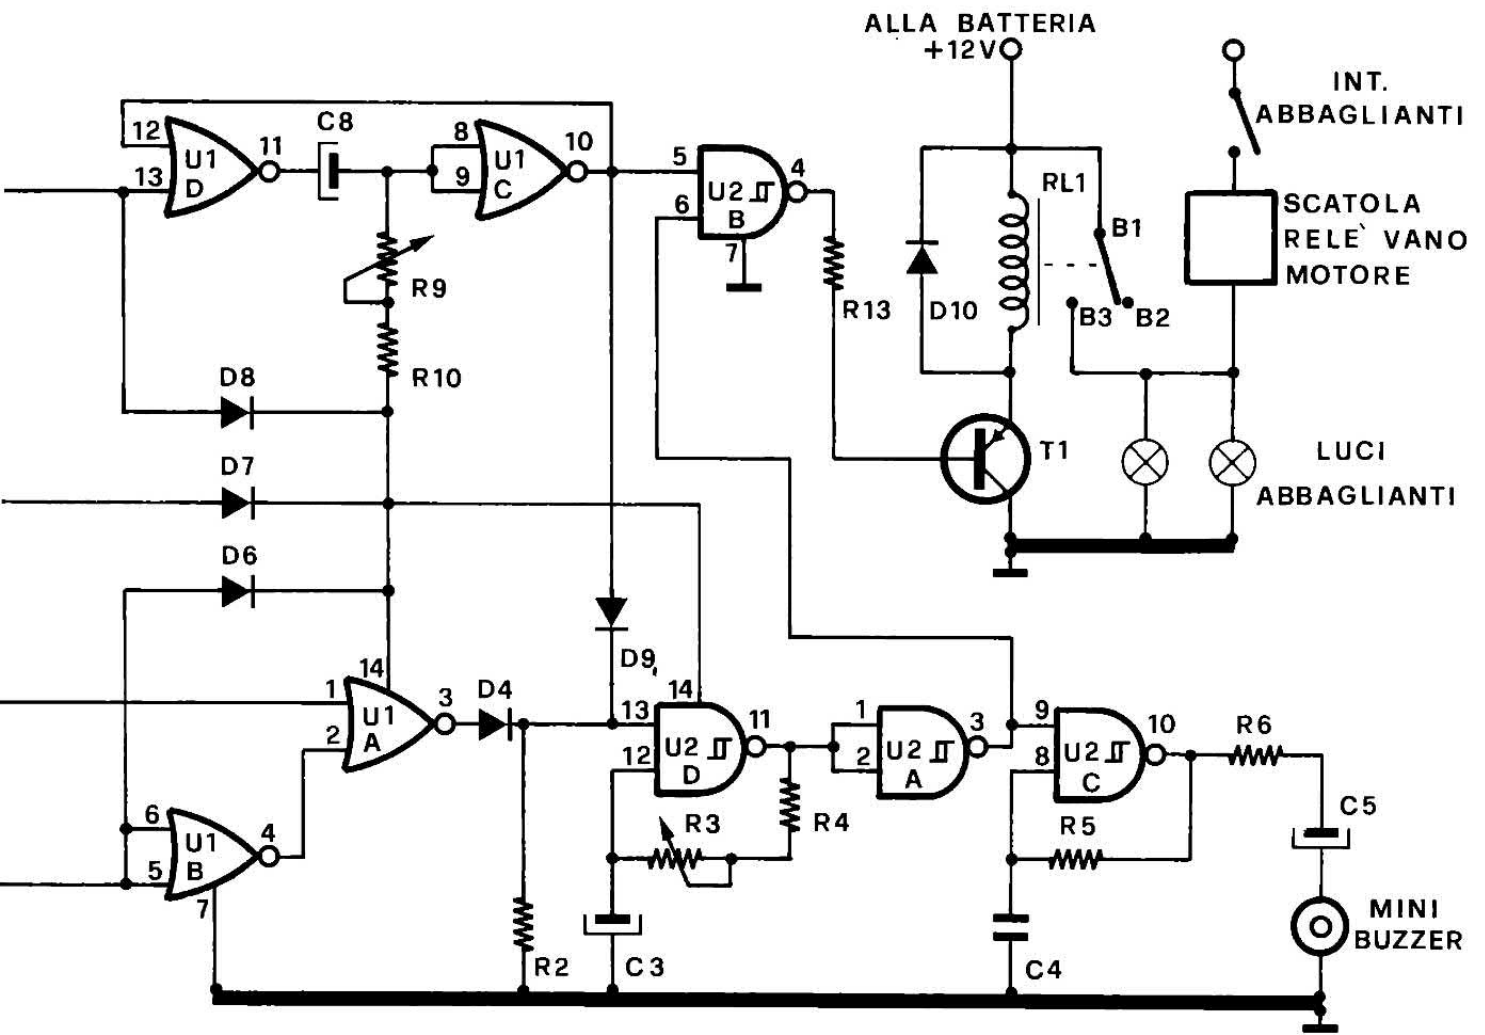 ALLA BATTERIA
+12V
INT.
ABBAGLIANTI
C8
12
13
U1
D
11
8
9
U1
C
10
5
6
U2
B
4
7
RL1
B1
SCATOLA
RELE` VANO
MOTORE
R9
R13
D10
B3
B2
R10
D8
D7
T1
LUCI
ABBAGLIANTI
D6
14
1
2
U1
A
3
D4
D9
14
13
12
U2
D
11
1
2
U2
A
3
9
8
U2
C
10
R6
6
5
U1
B
4
7
R3
R4
R5
C5
R2
C3
C4
MINI
BUZZER